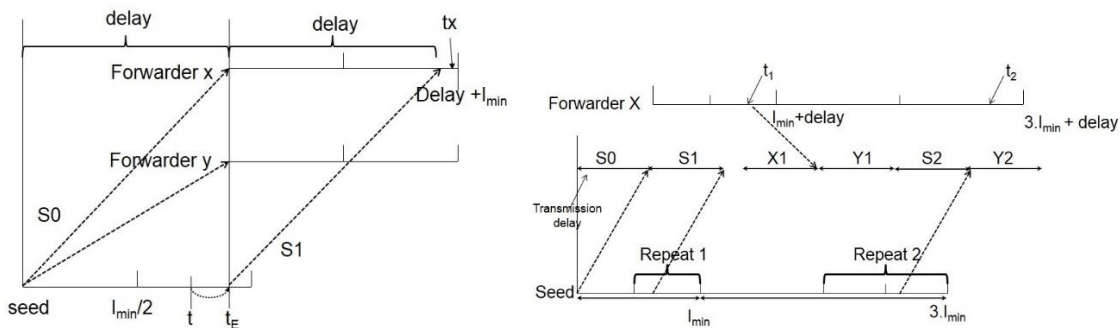 delay
delay
tx
Forwarder x
Delay +Imin
Forwarder y
S0
S1
seed
Imin/2
t
tE
t1
t2
Forwarder X
Imin+delay
3.Imin + delay
S0
S1
X1
Y1
S2
Y2
Transmission
delay
Repeat 1
Repeat 2
Seed
Imin
3.Imin